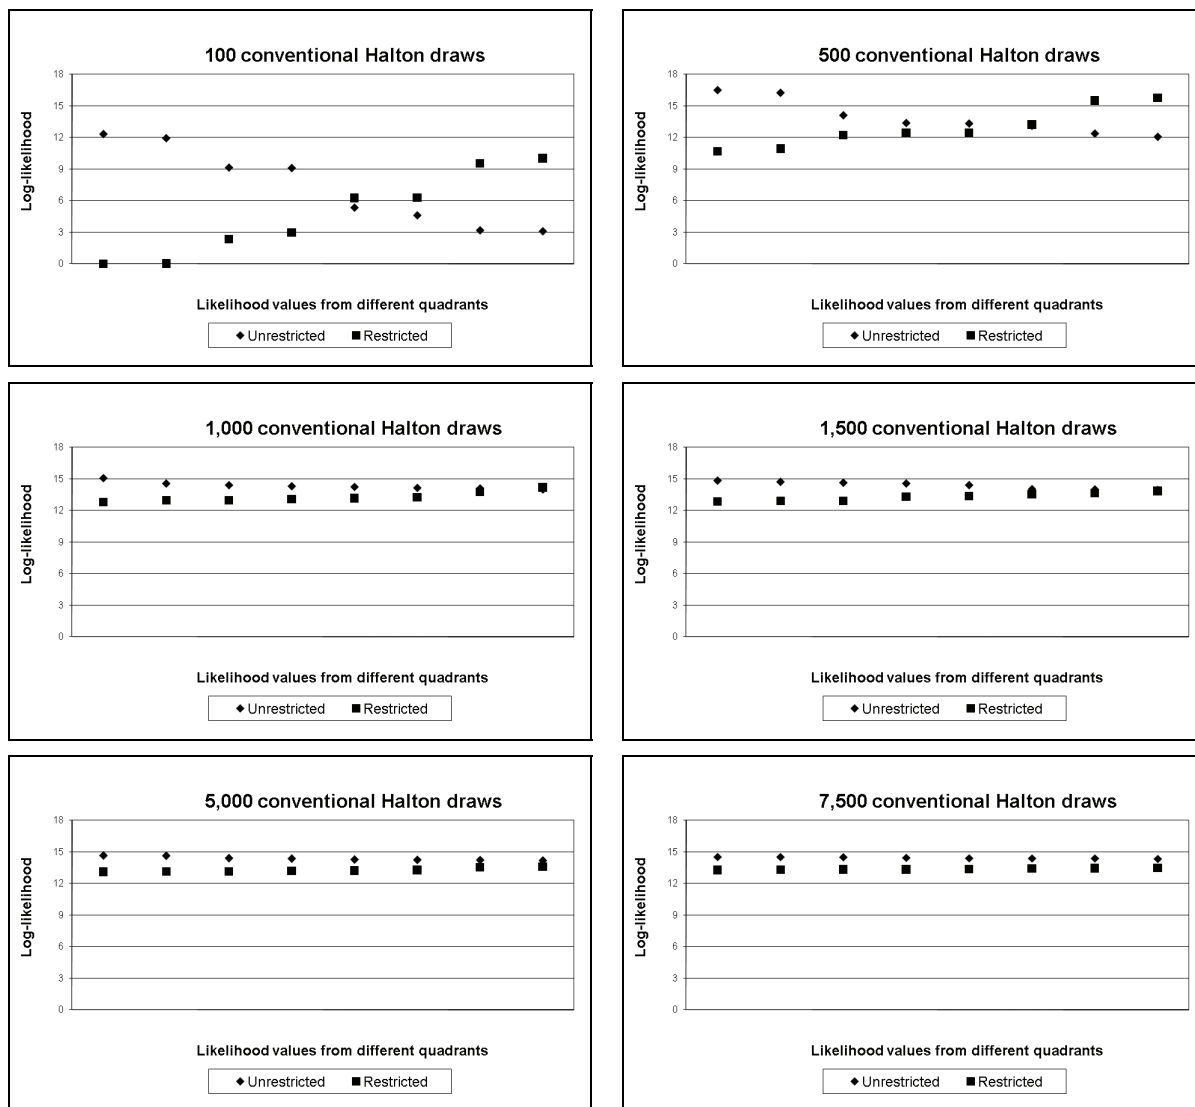 100 conventional Halton draws
18
15
12
9
6
3
0
Log-likelihood
Likelihood values from different quadrants
Unrestricted Restricted
500 conventional Halton draws
18
15
12
9
6
3
0
Log-likelihood
Likelihood values from different quadrants
Unrestricted Restricted
1,000 conventional Halton draws
18
15
12
9
6
3
0
Log-likelihood
Likelihood values from different quadrants
Unrestricted Restricted
1,500 conventional Halton draws
18
15
12
9
6
3
0
Log-likelihood
Likelihood values from different quadrants
Unrestricted Restricted
5,000 conventional Halton draws
18
15
12
9
6
3
0
Log-likelihood
Likelihood values from different quadrants
Unrestricted Restricted
7,500 conventional Halton draws
18
15
12
9
6
3
0
Log-likelihood
Likelihood values from different quadrants
Unrestricted Restricted